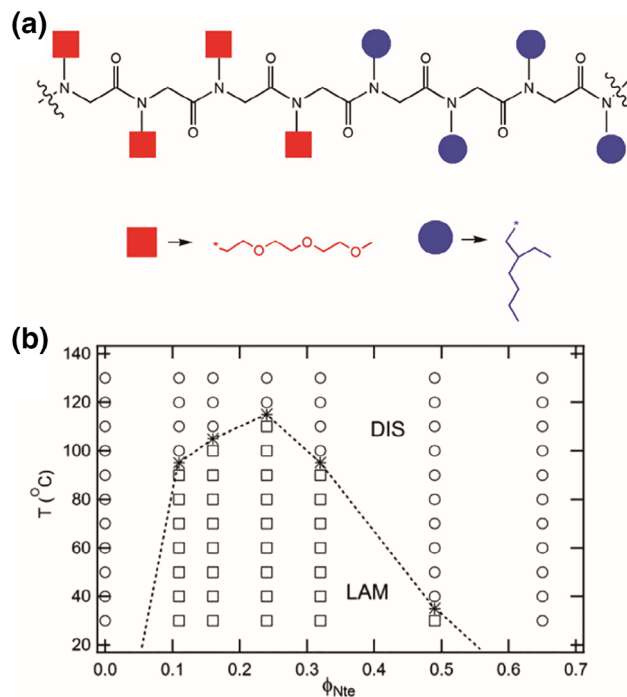 (a)
O O O O
N N N N
N N N N
O O O
* O O O
*
(b)
140
120
100
80
60
40
20
T (°C)
DIS
LAM
0.0 0.1 0.2 0.3 0.4 0.5 0.6 0.7
ϕNte